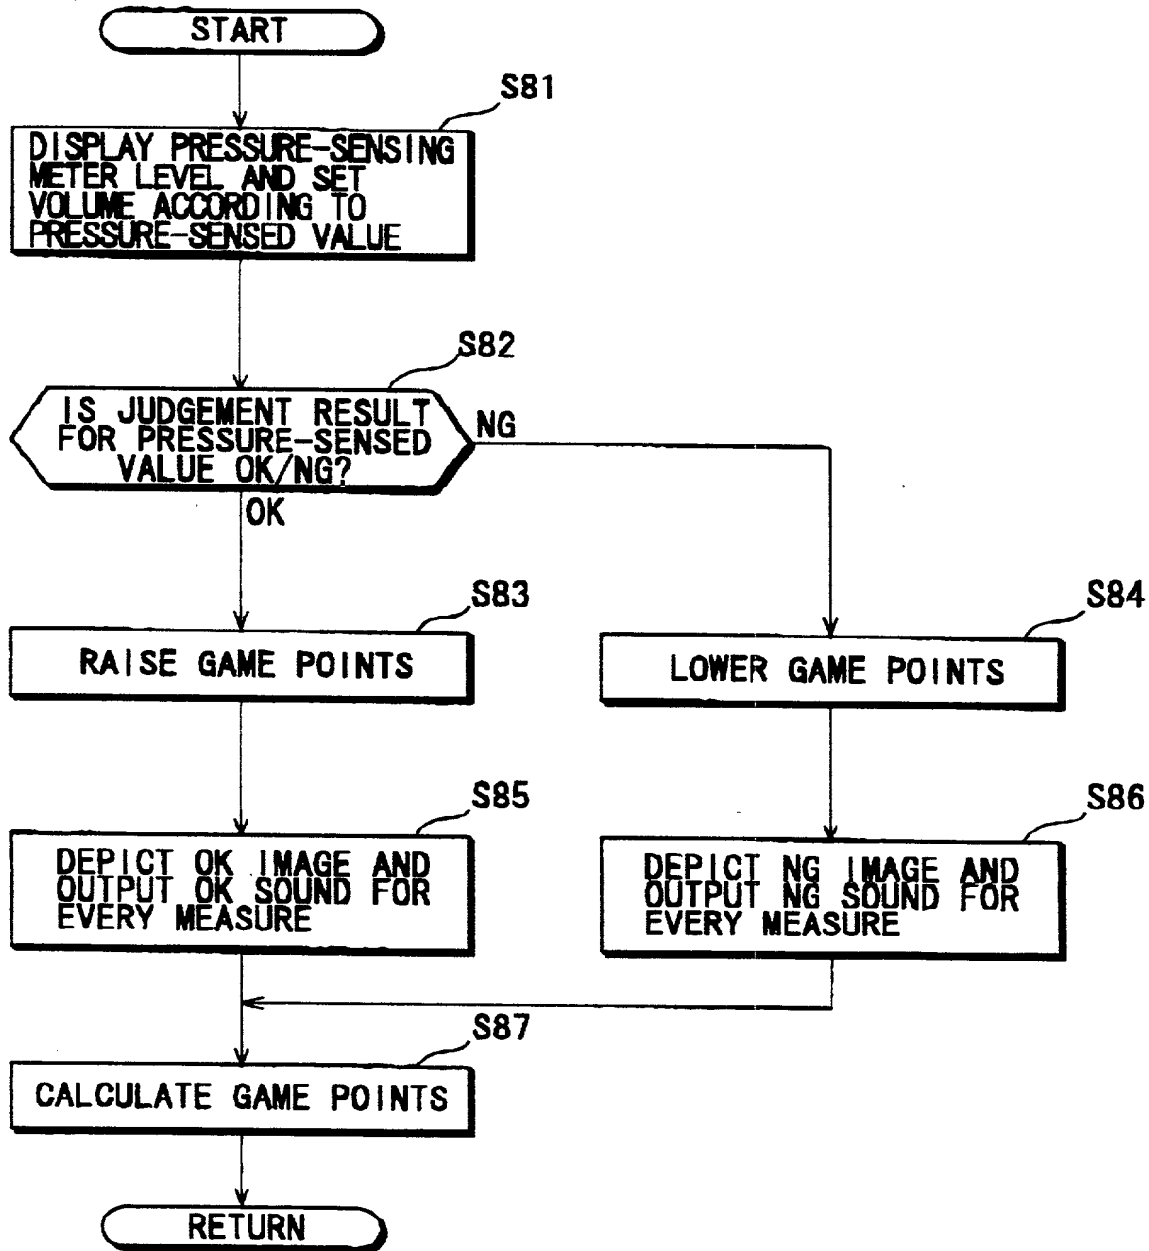 START
S81
DISPLAY PRESSURE-SENSING
METER LEVEL AND SET
VOLUME ACCORDING TO
PRESSURE-SENSED VALUE
S82
IS JUDGEMENT RESULT
FOR PRESSURE-SENSED
VALUE OK/NG?
NG
OK
S83
RAISE GAME POINTS
S84
LOWER GAME POINTS
S85
DEPICT OK IMAGE AND
OUTPUT OK SOUND FOR
EVERY MEASURE
S86
DEPICT NG IMAGE AND
OUTPUT NG SOUND FOR
EVERY MEASURE
S87
CALCULATE GAME POINTS
RETURN